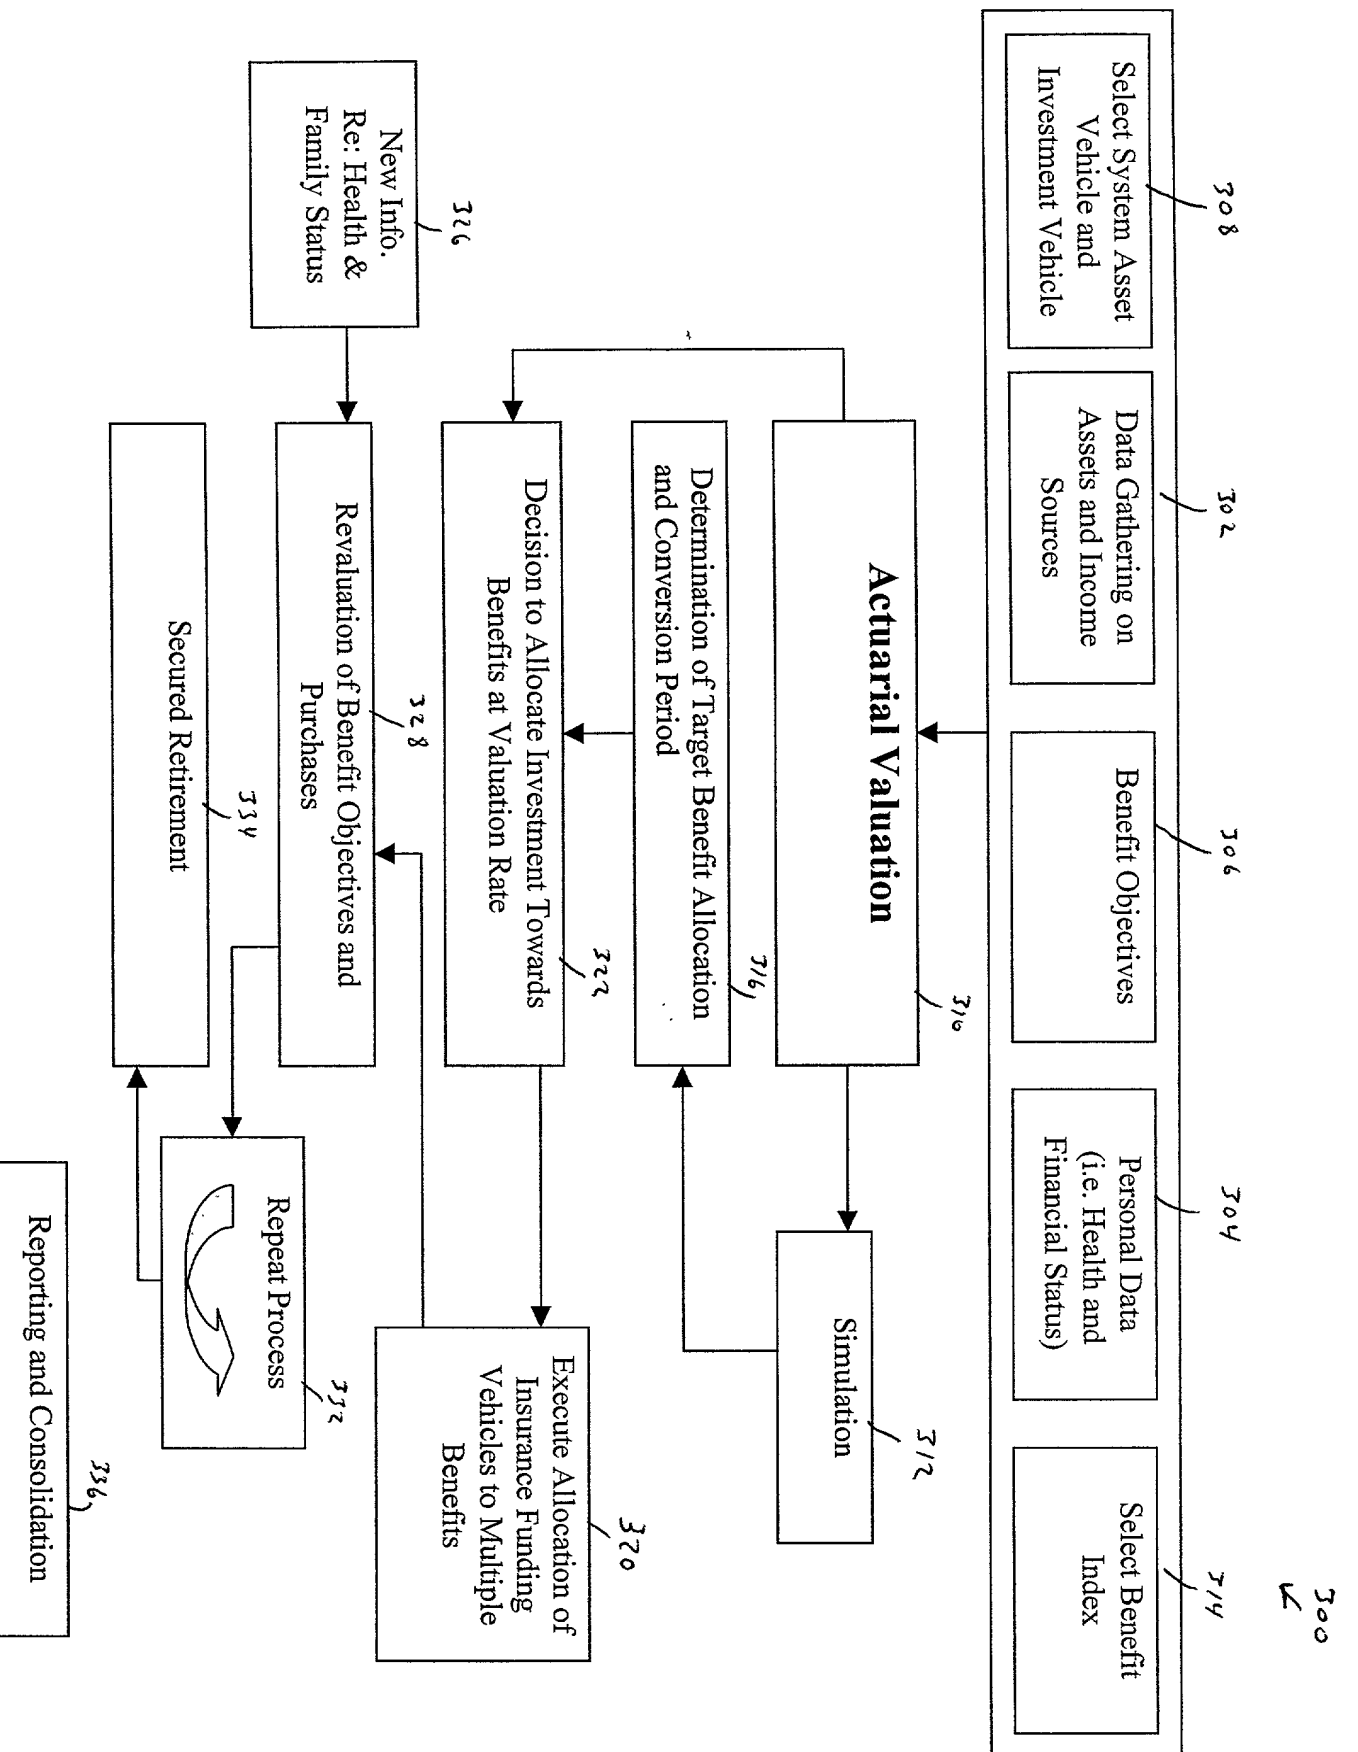 300
308
Select System Asset
Vehicle and
Investment Vehicle
302
Data Gathering on
Assets and Income
Sources
306
Benefit Objectives
304
Personal Data
(i.e. Health and
Financial Status)
314
Select Benefit
Index
310
Actuarial Valuation
312
Simulation
316
Determination of Target Benefit Allocation
and Conversion Period
322
Decision to Allocate Investment Towards
Benefits at Valuation Rate
320
Execute Allocation of
Insurance Funding
Vehicles to Multiple
Benefits
326
New Info.
Re: Health &
Family Status
328
Revaluation of Benefit Objectives and
Purchases
332
Repeat Process
334
Secured Retirement
336
Reporting and Consolidation